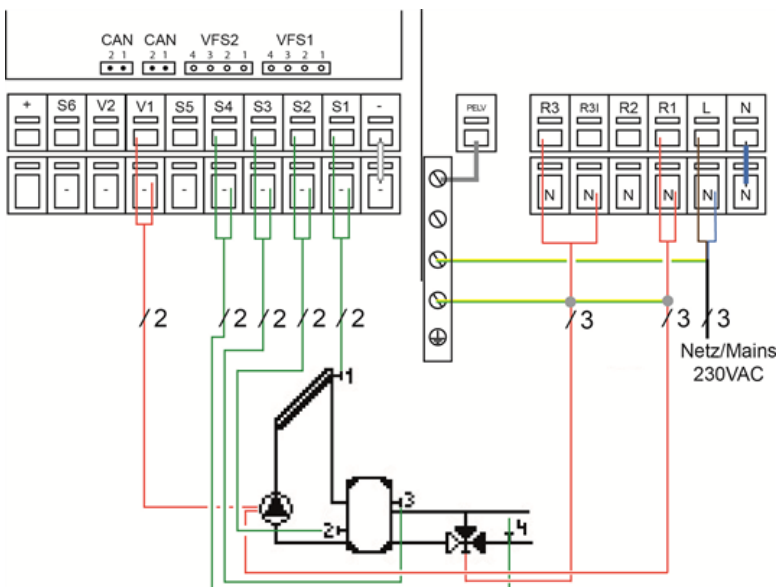 CAN CAN VFS2 VFS1
2 1 2 1 4 3 2 1 4 3 2 1
+ S6 V2 V1 S5 S4 S3 S2 S1 -
- - - - - - - -
PELV
R3 R3I R2 R1 L N
N N N N N N
/2 /2 /2 /2 /2
/3 /3 /3
Netz/Mains
230VAC
1
3
2
4